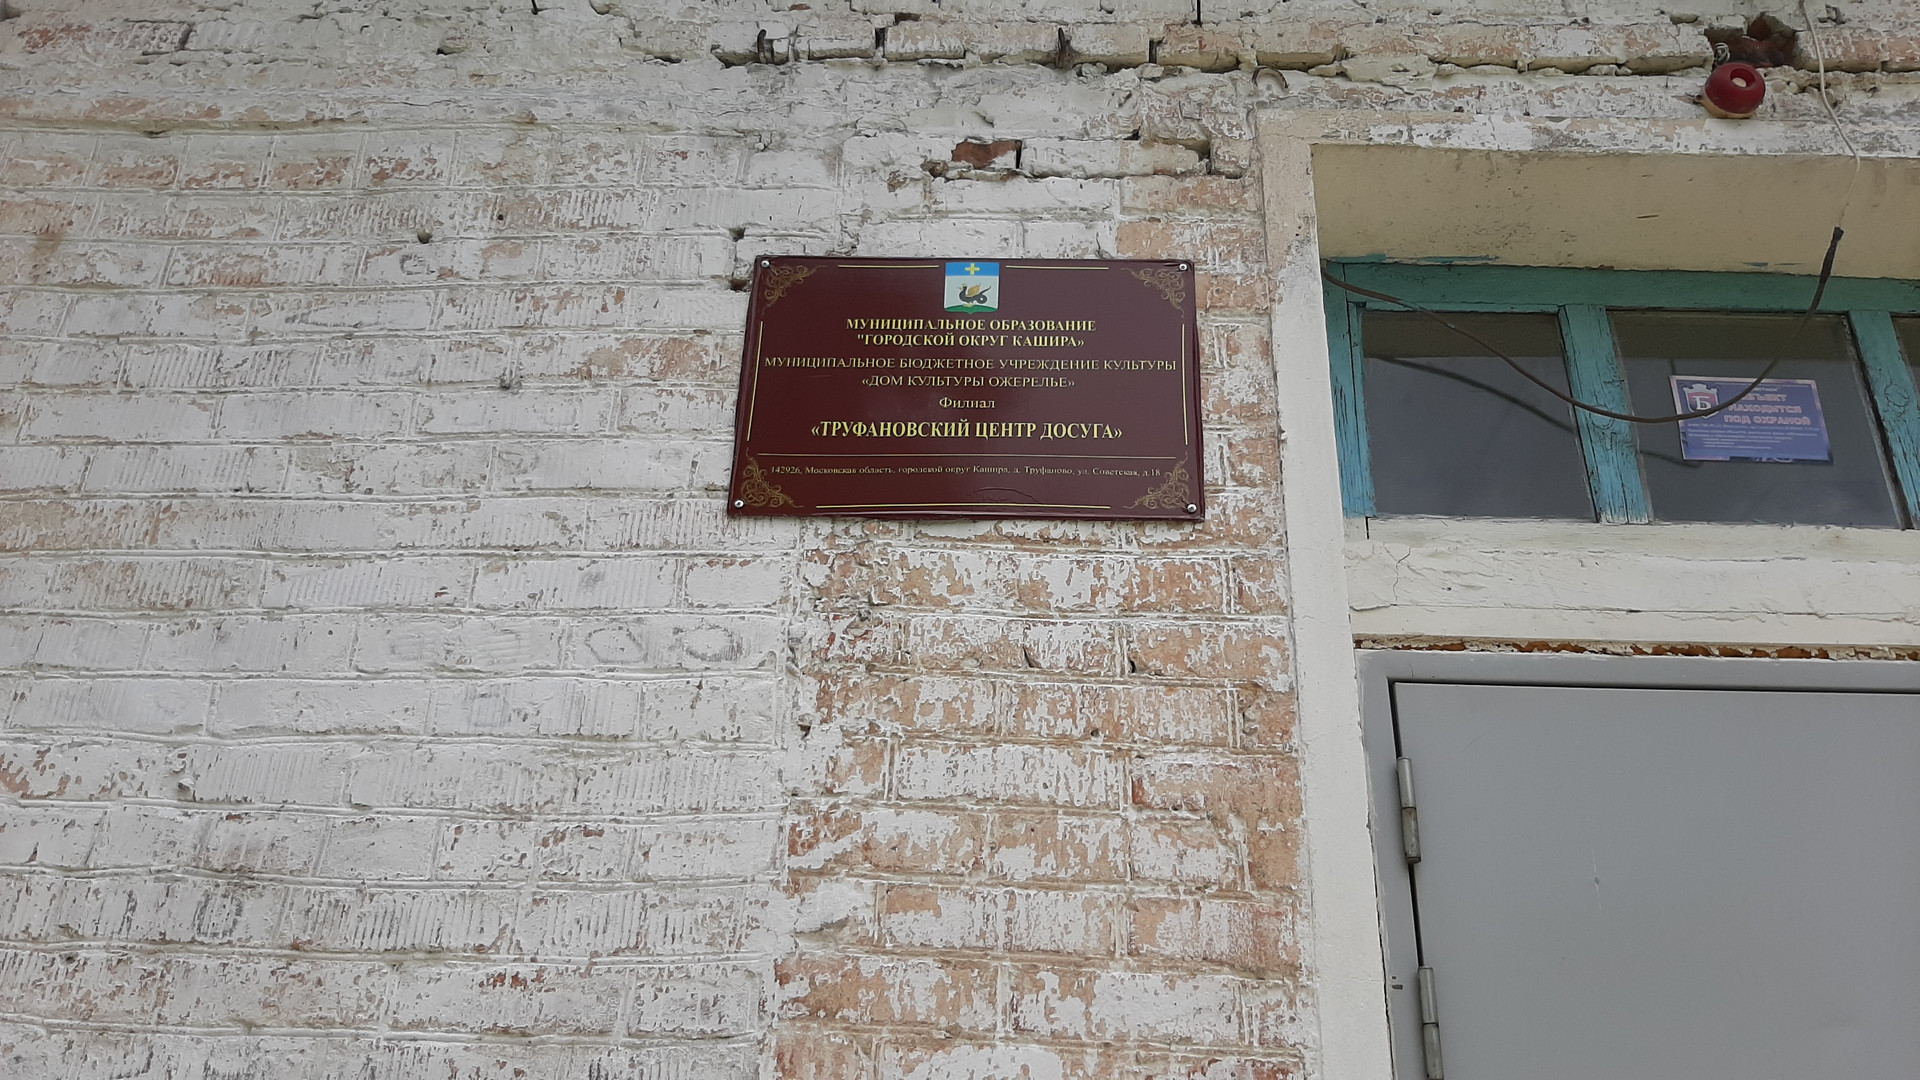 МУНИЦИПАЛЬНОЕ ОБРАЗОВАНИЕ
"ГОРОДСКОЙ ОКРУГ КАШИРА»
МУНИЦИПАЛЬНОЕ БЮДЖЕТНОЕ УЧРЕЖДЕНИЕ КУЛЬТУРЫ
«ДОМ КУЛЬТУРЫ ОЖЕРЕЛЬЕ»
Филиал
«ТРУФАНОВСКИЙ ЦЕНТР ДОСУГА»
142926, Московская область, городской округ Кашира, д. Труфаново, ул. Советская, д.18
Б
ОБЪЕКТ
НАХОДИТСЯ
ПОД ОХРАНОЙ